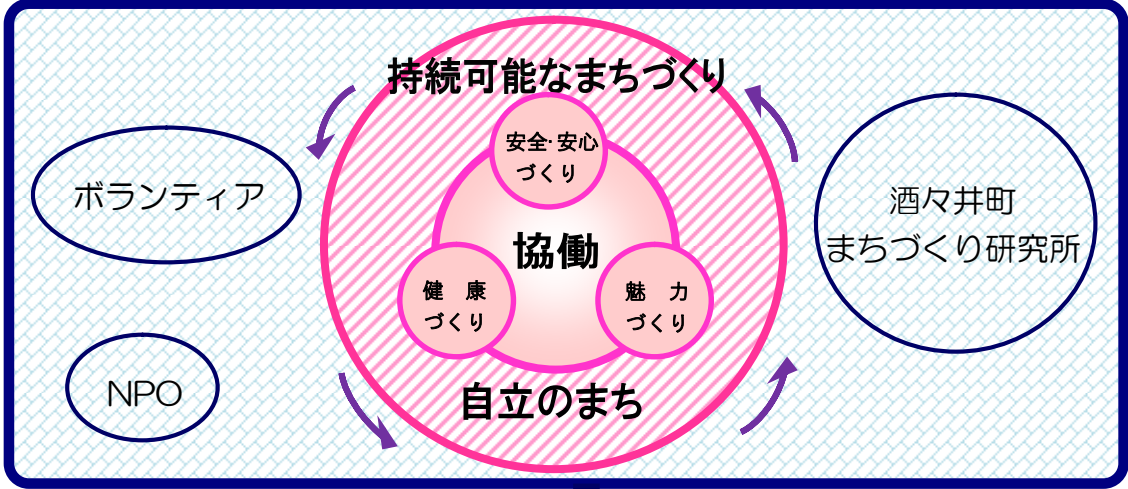 持続可能なまちづくり
安全・安心
づくり
ボランティア
酒々井町
まちづくり研究所
協働
健　康
づくり
魅　力
づくり
NPO
自立のまち